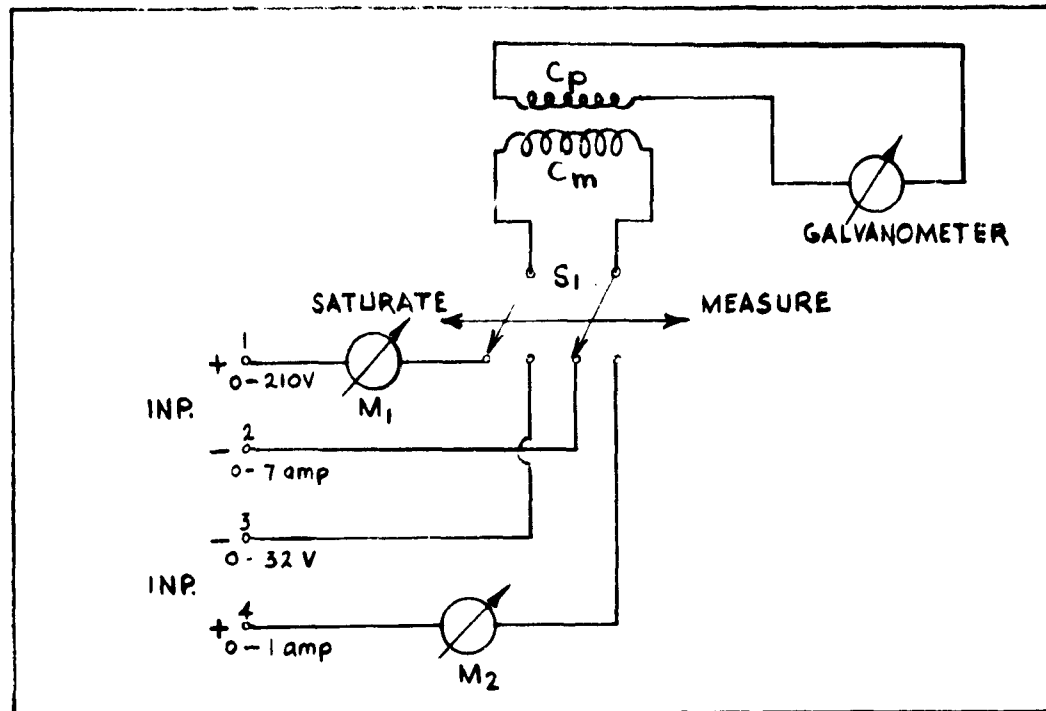 Cp
Cm
GALVANOMETER
S1
SATURATE
MEASURE
1
+
0-210V
M1
INP.
2
-
0-7 amp
3
-
0-32 V
INP.
4
+
0-1 amp
M2